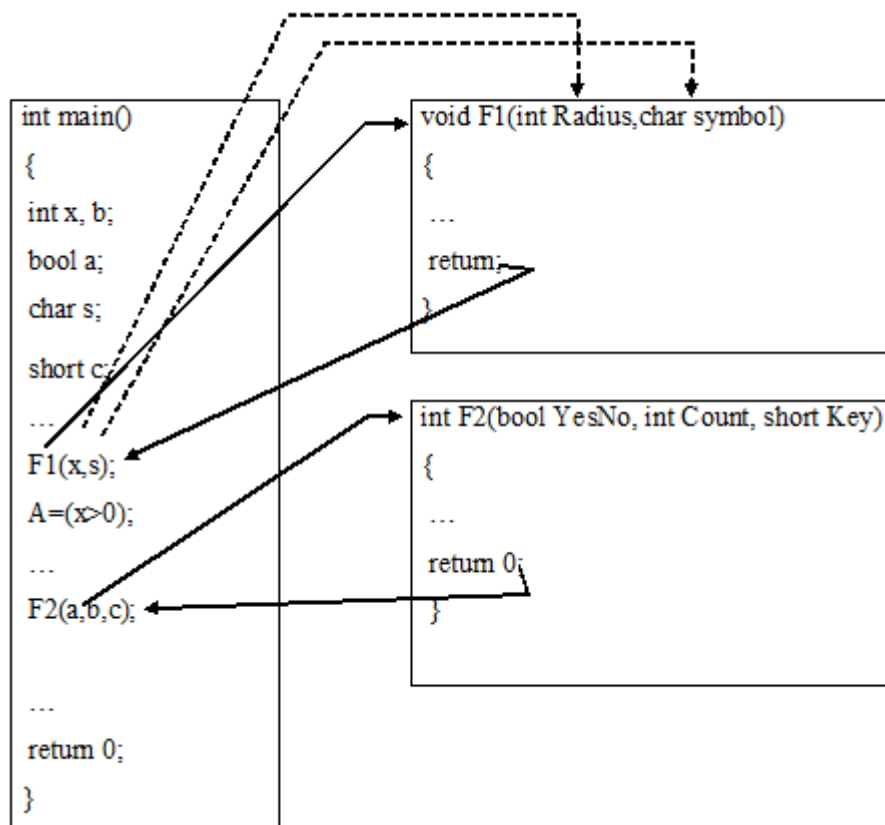 int main()
{
int x, b;
bool a;
char s;
short c;
...
F1(x,s);
A=(x>0);
...
F2(a,b,c);
...
return 0;
}
void F1(int Radius,char symbol)
{
...
return;
}
int F2(bool YesNo, int Count, short Key)
{
...
return 0;
}